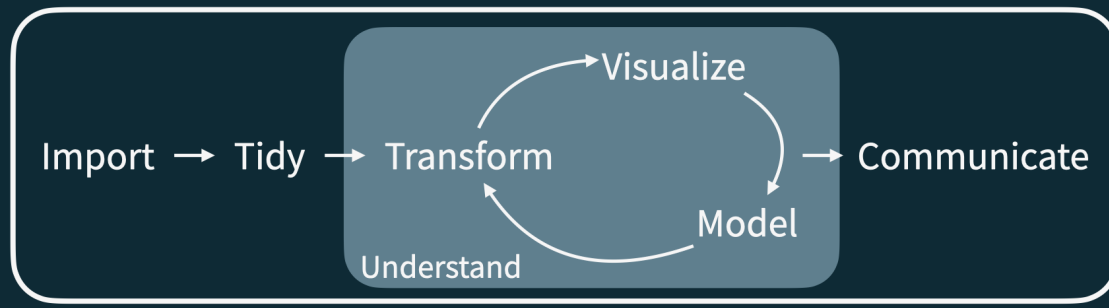 Visualize
Import → Tidy → Transform → Communicate
Model
Understand